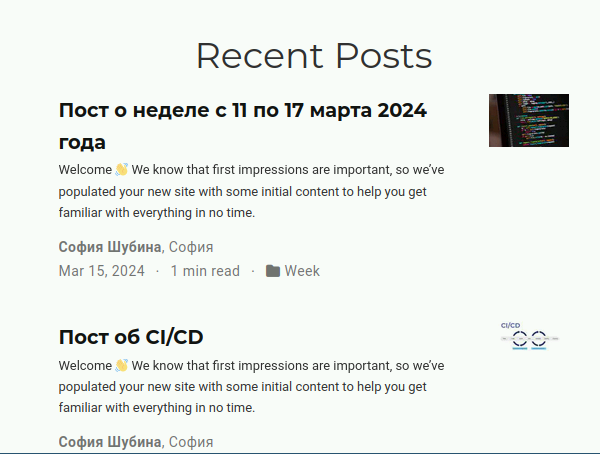 Recent Posts
Пост о неделе с 11 по 17 марта 2024
года
Welcome 👋 We know that first impressions are important, so we've
populated your new site with some initial content to help you get
familiar with everything in no time.
София Шубина, София
Mar 15, 2024 · 1 min read · Week
Пост об CI/CD
CI/CD
Welcome 👋 We know that first impressions are important, so we've
populated your new site with some initial content to help you get
familiar with everything in no time.
София Шубина, София